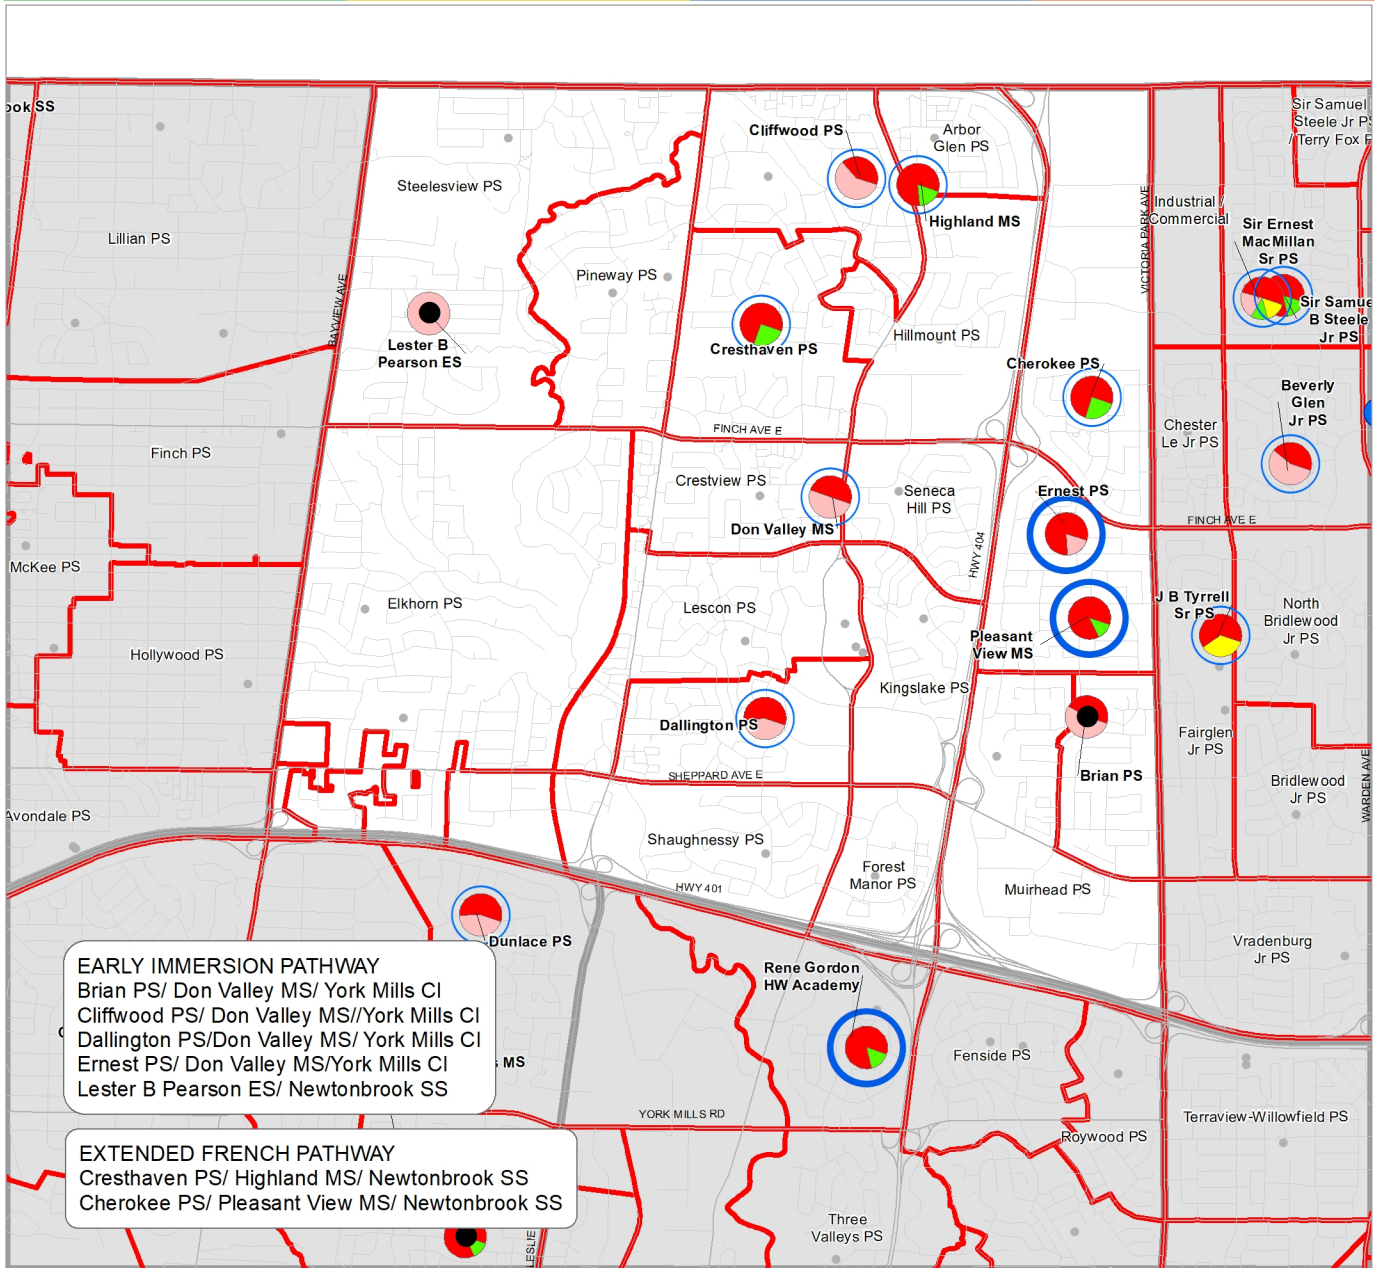 ook SS
Sir Samuel
Steele Jr PS
/ Terry Fox P
Cliffwood PS
Arbor
Glen PS
Steelesview PS
Industrial /
Commercial
VICTORIA PARK AVE
Highland MS
Sir Ernest
MacMillan
Sr PS
Lillian PS
Pineway PS
BAYVIEW AVE
Sir Samue
B Steele
Jr PS
Lester B
Pearson ES
Cresthaven PS
Hillmount PS
Cherokee PS
Beverly
Glen
Jr PS
FINCH AVE E
Chester
Le Jr PS
Finch PS
Crestview PS
Seneca
Hill PS
Ernest PS
Don Valley MS
FINCH AVE E
HWY 404
McKee PS
Elkhorn PS
Lescon PS
J B Tyrrell
Sr PS
North
Bridlewood
Jr PS
Pleasant
View MS
Hollywood PS
Kingslake PS
Dallington PS
Fairglen
Jr PS
SHEPPARD AVE E
Brian PS
Bridlewood
Jr PS
WARDEN AVE
Avondale PS
Shaughnessy PS
Forest
Manor PS
HWY 401
Muirhead PS
Dunlace PS
Vradenburg
Jr PS
Rene Gordon
HW Academy
EARLY IMMERSION PATHWAY
Brian PS/ Don Valley MS/ York Mills CI
Cliffwood PS/ Don Valley MS//York Mills CI
Dallington PS/Don Valley MS/ York Mills CI
Ernest PS/ Don Valley MS/York Mills CI
Lester B Pearson ES/ Newtonbrook SS
s MS
Fenside PS
YORK MILLS RD
Terraview-Willowfield PS
Roywood PS
EXTENDED FRENCH PATHWAY
Cresthaven PS/ Highland MS/ Newtonbrook SS
Cherokee PS/ Pleasant View MS/ Newtonbrook SS
Three
Valleys PS
LESLIE